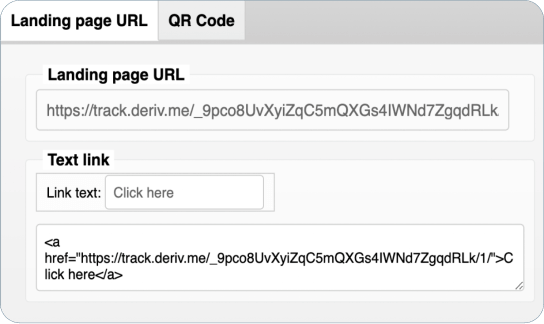 Landing page URL QR Code
Landing page URL
https://track.deriv.me/_9pco8UvXyiZqC5mQXGs4IWNd7ZgqdRLk
Text link
Link text: Click here
<a
href="https://track.deriv.me/_9pco8UvXyiZqC5mQXGs4IWNd7ZgqdRLk/1/">C
lick here</a>